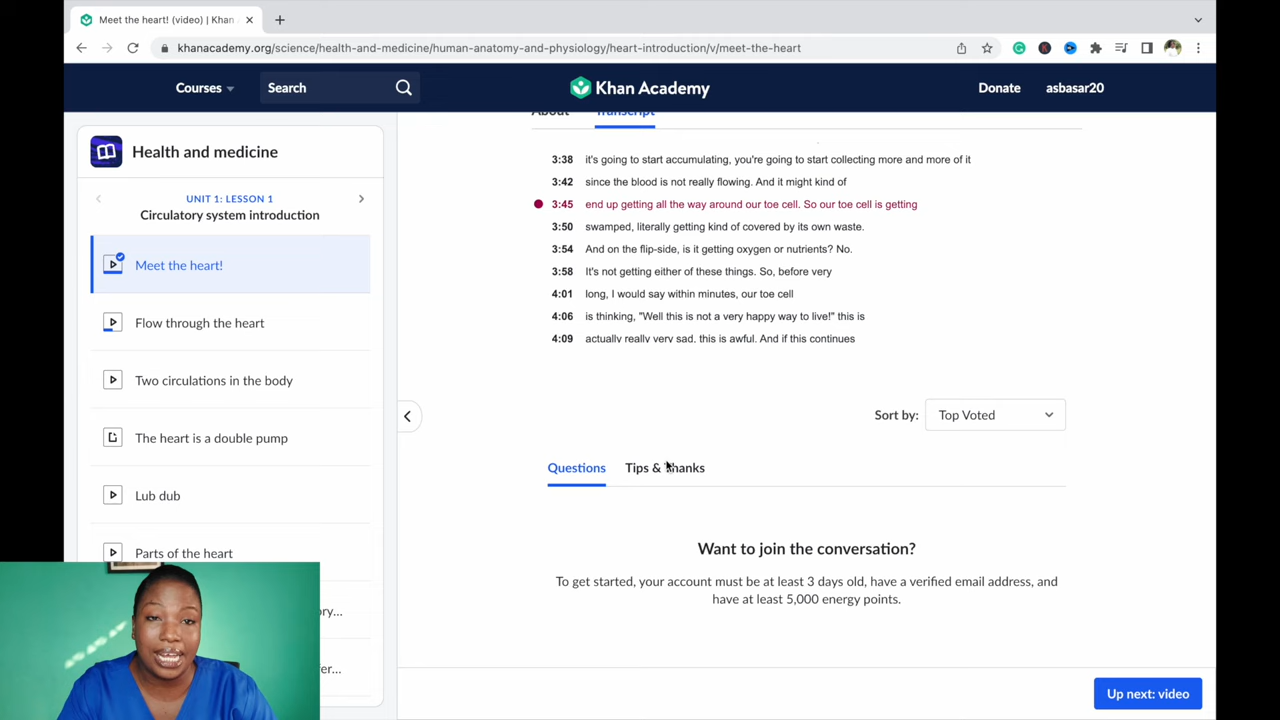 Meet the heart! (video) | Khan
khanacademy.org/science/health-and-medicine/human-anatomy-and-physiology/heart-introduction/v/meet-the-heart
Courses
Search
Khan Academy
Donate
asbasar20
Health and medicine
UNIT 1: LESSON 1
Circulatory system introduction
Meet the heart!
Flow through the heart
Two circulations in the body
The heart is a double pump
Lub dub
Parts of the heart
ory...
fer...
About Transcript
3:38 it's going to start accumulating, you're going to start collecting more and more of it
3:42 since the blood is not really flowing. And it might kind of
3:45 end up getting all the way around our toe cell. So our toe cell is getting
3:50 swamped, literally getting kind of covered by its own waste.
3:54 And on the flip-side, is it getting oxygen or nutrients? No.
3:58 It's not getting either of these things. So, before very
4:01 long, I would say within minutes, our toe cell
4:06 is thinking, "Well this is not a very happy way to live!" this is
4:09 actually really very sad, this is awful. And if this continues
Sort by: Top Voted
Questions Tips & Thanks
Want to join the conversation?
To get started, your account must be at least 3 days old, have a verified email address, and
have at least 5,000 energy points.
Up next: video